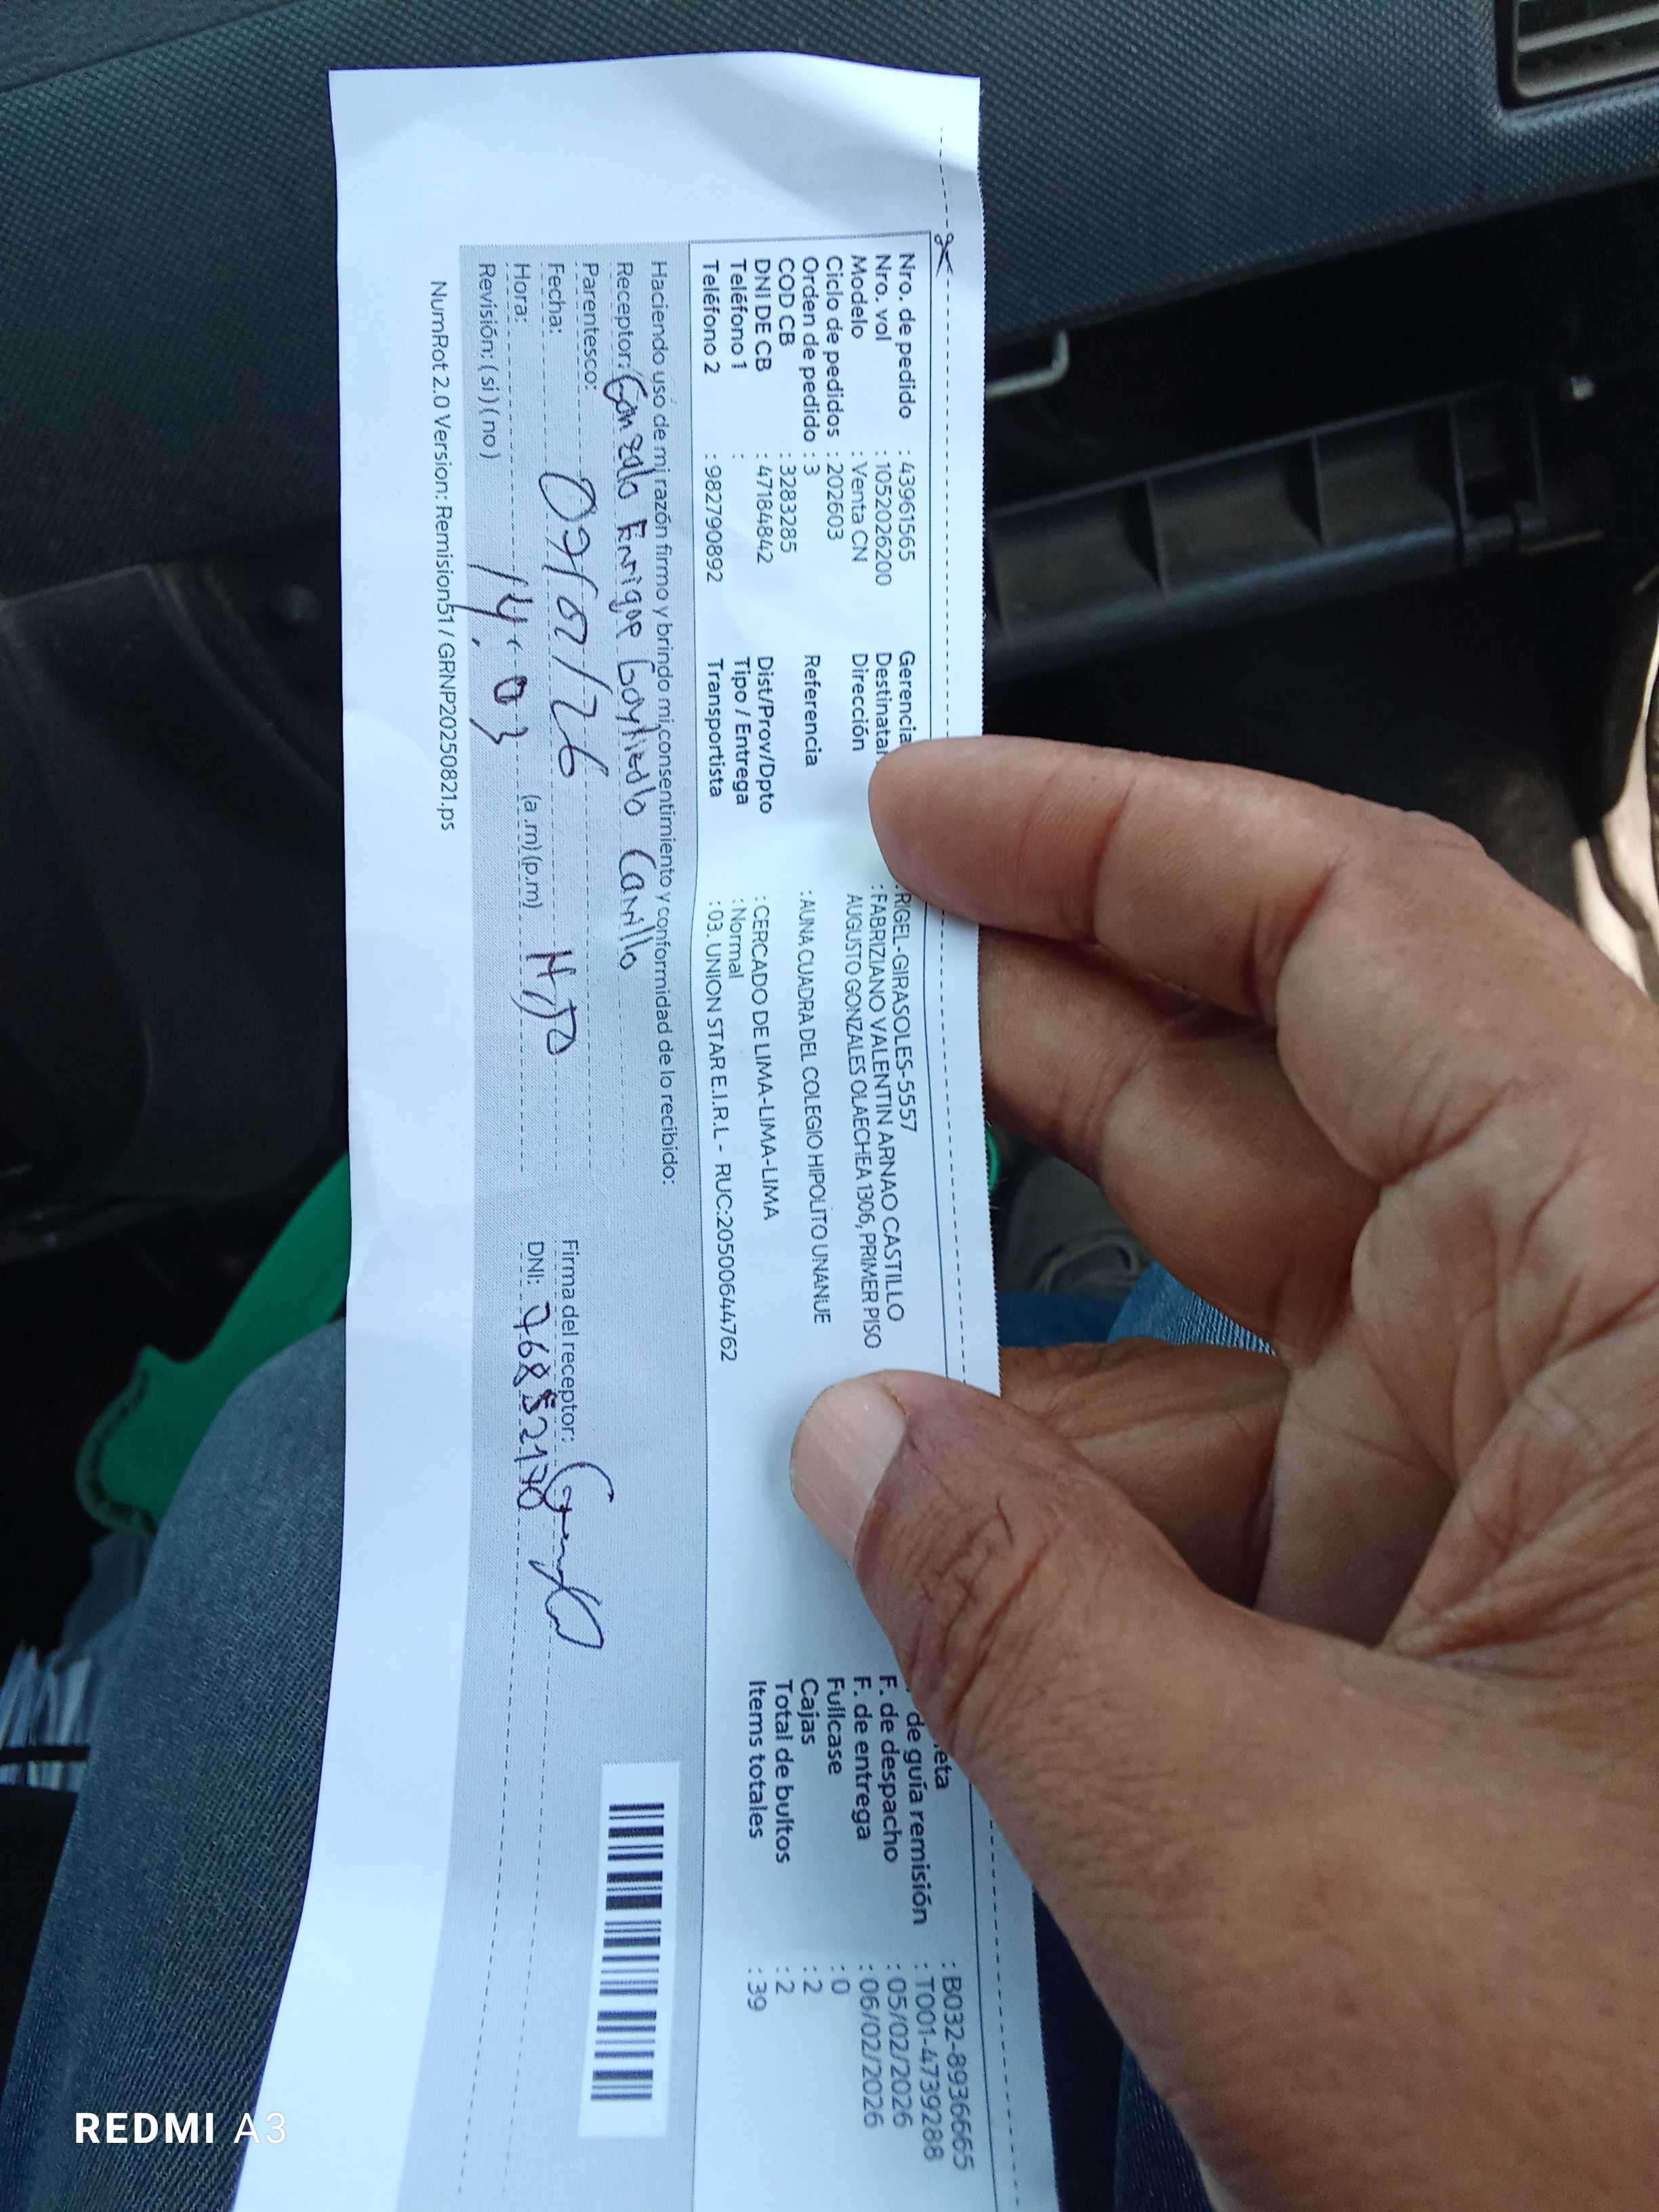 Nro. de pedido : 43961565
Nro. vol : 1052026200
Modelo : Venta CN
Ciclo de pedidos : 202603
Orden de pedido : 3
COD CB : 3283285
DNI DE CB : 47184842
Teléfono 1 :
Teléfono 2 : 982790892
Gerencia : RIGEL-GIRASOLES-5557
Destinata : FABRIZIANO VALENTIN ARNAO CASTILLO
Dirección AUGUSTO GONZALES OLAECHEA 1306, PRIMER PISO
Referencia : A UNA CUADRA DEL COLEGIO HIPOLITO UNANUE
Dist/Prov/Dpto : CERCADO DE LIMA-LIMA-LIMA
Tipo / Entrega : Normal
Transportista : 03. UNION STAR E.I.R.L - RUC:20500644762
eta : B032-8936665
de guía remisión : T001-4739288
F. de despacho : 05/02/2026
F. de entrega : 06/02/2026
Fullcase : 0
Cajas : 2
Total de bultos : 2
Items totales : 39
Haciendo uso de mi razón firmo y brindo mi consentimiento y conformidad de lo recibido:
Receptor: Gonzalo Enrique Carrillo
Parentesco: Hijo
Fecha: 07/02/26
Hora: 14:03 (a.m) (p.m)
Revisión: ( si ) ( no )
Firma del receptor:
DNI: 76852170
NumRot 2.0 Version: Remision51 / GRNP20250821.ps
REDMI A3